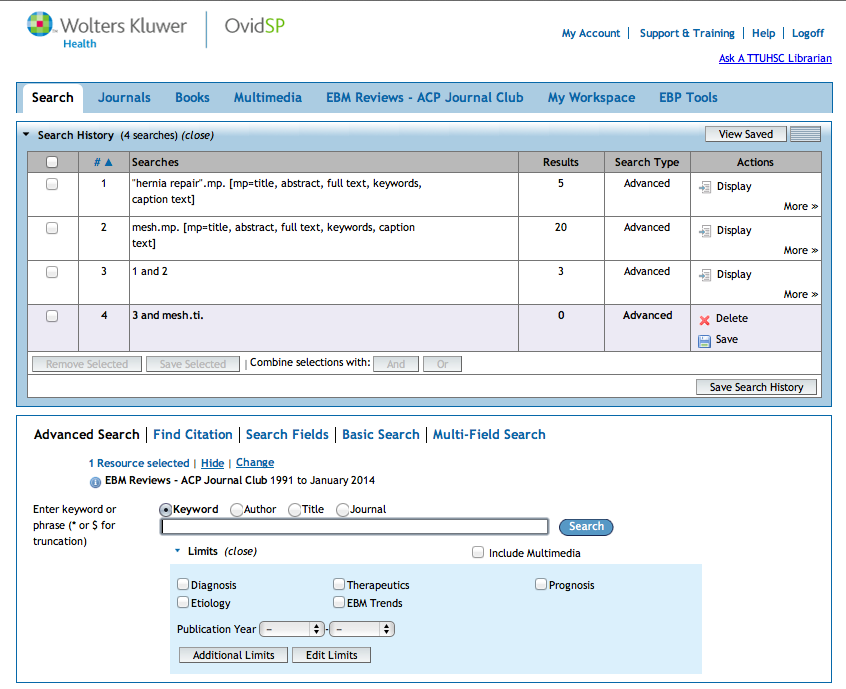 Wolters Kluwer
Health
OvidSP
My Account | Support & Training | Help | Logoff
Ask A TTUHSC Librarian
Search Journals Books Multimedia EBM Reviews - ACP Journal Club My Workspace EBP Tools
Search History (4 searches) (close) View Saved
# ▲ Searches Results Search Type Actions
1 "hernia repair".mp. [mp=title, abstract, full text, keywords, 5 Advanced Display
caption text]
More »
2 mesh.mp. [mp=title, abstract, full text, keywords, caption 20 Advanced Display
text]
More »
3 1 and 2 3 Advanced Display
More »
4 3 and mesh.ti. 0 Advanced Delete
Save
Remove Selected Save Selected | Combine selections with: And Or
Save Search History
Advanced Search | Find Citation | Search Fields | Basic Search | Multi-Field Search
1 Resource selected | Hide | Change
EBM Reviews - ACP Journal Club 1991 to January 2014
Enter keyword or
phrase (* or $ for
truncation)
Keyword Author Title Journal
Search
Limits (close) Include Multimedia
Diagnosis Therapeutics Prognosis
Etiology EBM Trends
Publication Year - - -
Additional Limits Edit Limits